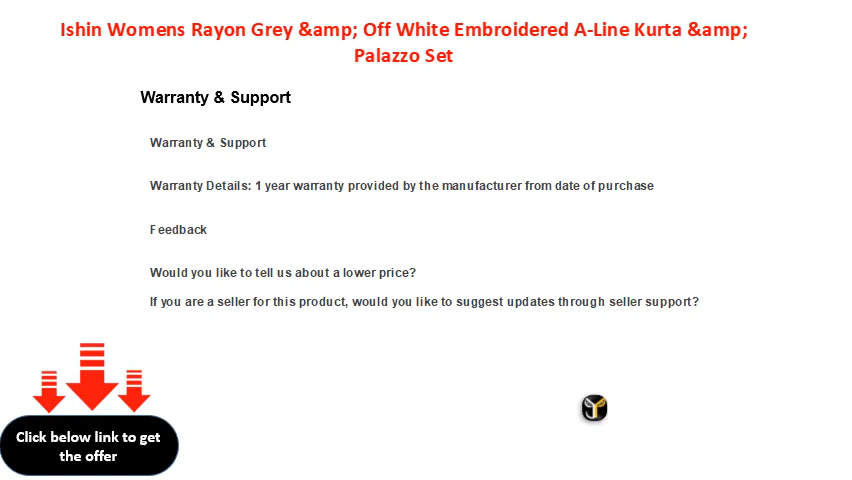 Ishin Womens Rayon Grey &amp; Off White Embroidered A-Line Kurta &amp;
Palazzo Set
Warranty & Support
Warranty & Support
Warranty Details: 1 year warranty provided by the manufacturer from date of purchase
Feedback
Would you like to tell us about a lower price?
If you are a seller for this product, would you like to suggest updates through seller support?
Click below link to get
the offer